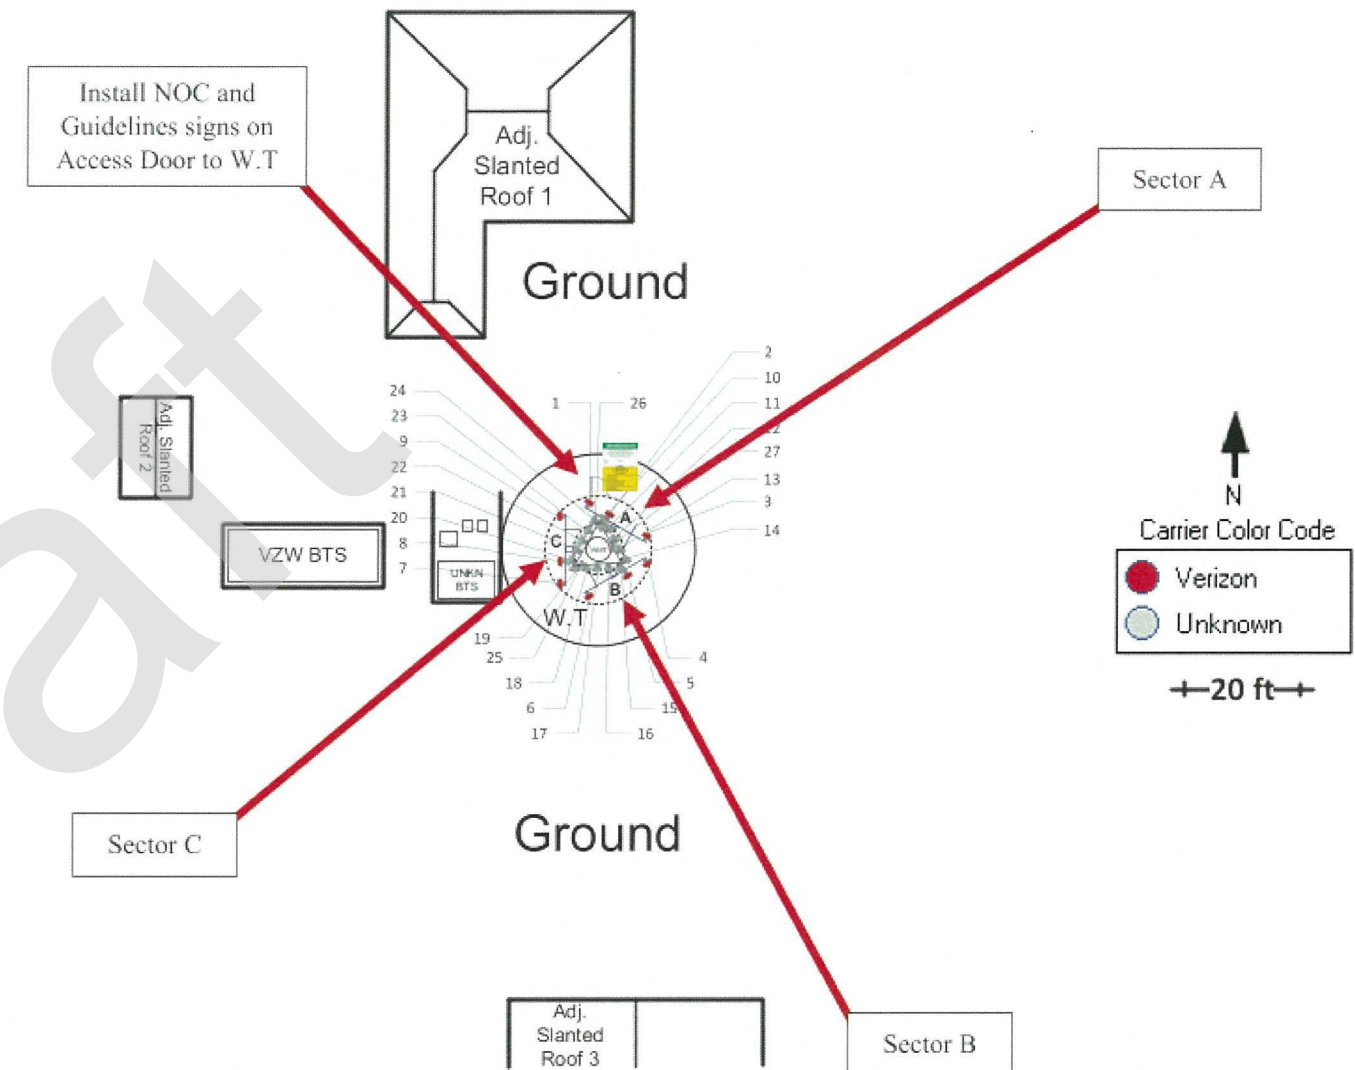 Install NOC and
Guidelines signs on
Access Door to W.T
Adj.
Slanted
Roof 1
Sector A
Ground
2
10
11
12
27
13
3
14
24
23
9
22
21
20
8
7
1
26
Adj. Slanted
Roof 2
VZW BTS
UNKN
BTS
A
C
B
W.T
19
25
18
6
17
4
5
15
16
N
Carrier Color Code
Verizon
Unknown
20 ft
Sector C
Ground
Adj.
Slanted
Roof 3
Sector B
aft